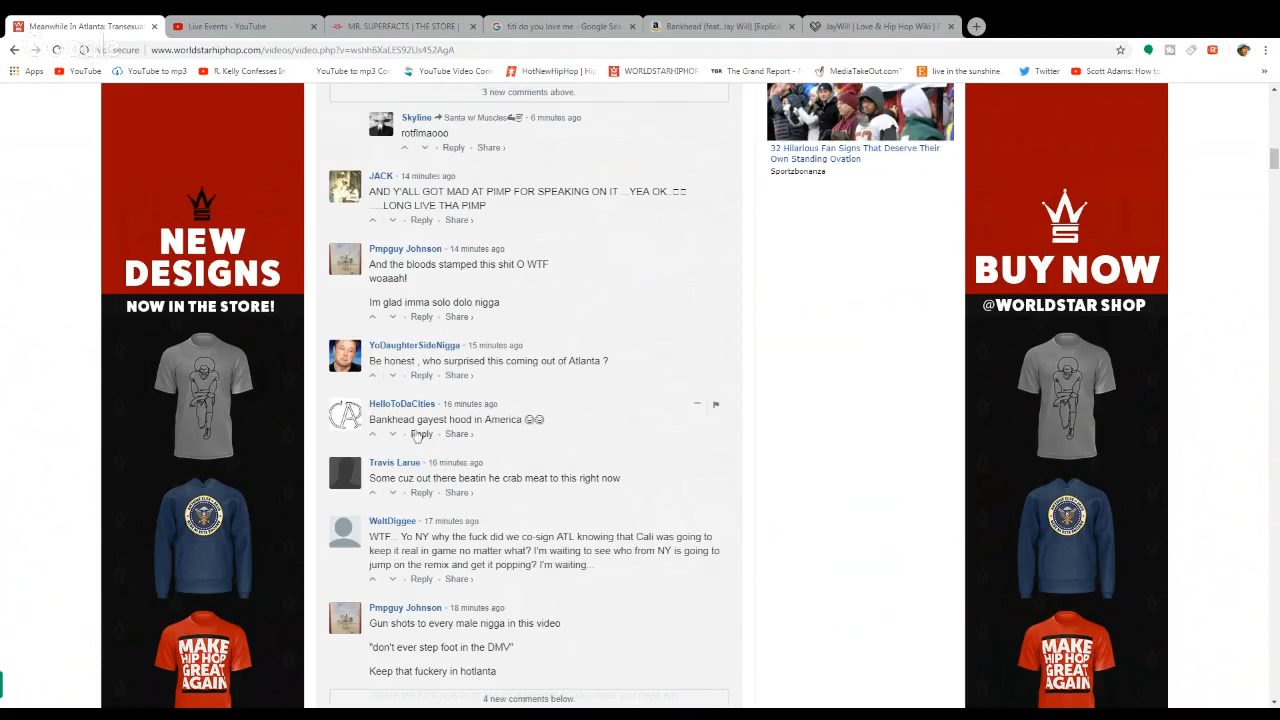 Meanwhile In Atlanta: Transexua
Live Events - YouTube
MR. SUPERFACTS | THE STORE |
titi do you love me - Google Sea
Bankhead (feat. Jay Will) [Explicit
JayWill | Love & Hip Hop Wiki | F
secure
www.worldstarhiphop.com/videos/video.php?v=wshh6XaLES92Us452AgA
Apps
YouTube
YouTube to mp3
R. Kelly Confesses In
YouTube to mp3 Co
YouTube Video Conv
HotNewHipHop | Hip
WORLDSTARHIPHOP
The Grand Report - T
MediaTakeOut.com™
live in the sunshine
Twitter
Scott Adams: How to
3 new comments above.
Skyline Santa w/ Muscles • 6 minutes ago
rotflmaooo
Reply • Share ›
JACK • 14 minutes ago
AND Y'ALL GOT MAD AT PIMP FOR SPEAKING ON IT ...YEA OK..
.....LONG LIVE THA PIMP
• Reply • Share ›
Pmpguy Johnson • 14 minutes ago
And the bloods stamped this shit O WTF
woaaah!
Im glad imma solo dolo nigga
• Reply • Share ›
YoDaughterSideNigga • 15 minutes ago
Be honest , who surprised this coming out of Atlanta ?
• Reply • Share ›
HelloToDaCities • 16 minutes ago
Bankhead gayest hood in America
• Reply • Share ›
Travis Larue • 16 minutes ago
Some cuz out there beatin he crab meat to this right now
• Reply • Share ›
WaltDiggee • 17 minutes ago
WTF... Yo NY why the fuck did we co-sign ATL knowing that Cali was going to
keep it real in game no matter what? I'm waiting to see who from NY is going to
jump on the remix and get it popping? I'm waiting...
• Reply • Share ›
Pmpguy Johnson • 18 minutes ago
Gun shots to every male nigga in this video
"don't ever step foot in the DMV"
Keep that fuckery in hotlanta
4 new comments below.
32 Hilarious Fan Signs That Deserve Their
Own Standing Ovation
Sportzbonanza
NEW
DESIGNS
NOW IN THE STORE!
MAKE
HIP HOP
GREAT
AGAIN
BUY NOW
@WORLDSTAR SHOP
MAKE
HIP HOP
GREAT
AGAIN